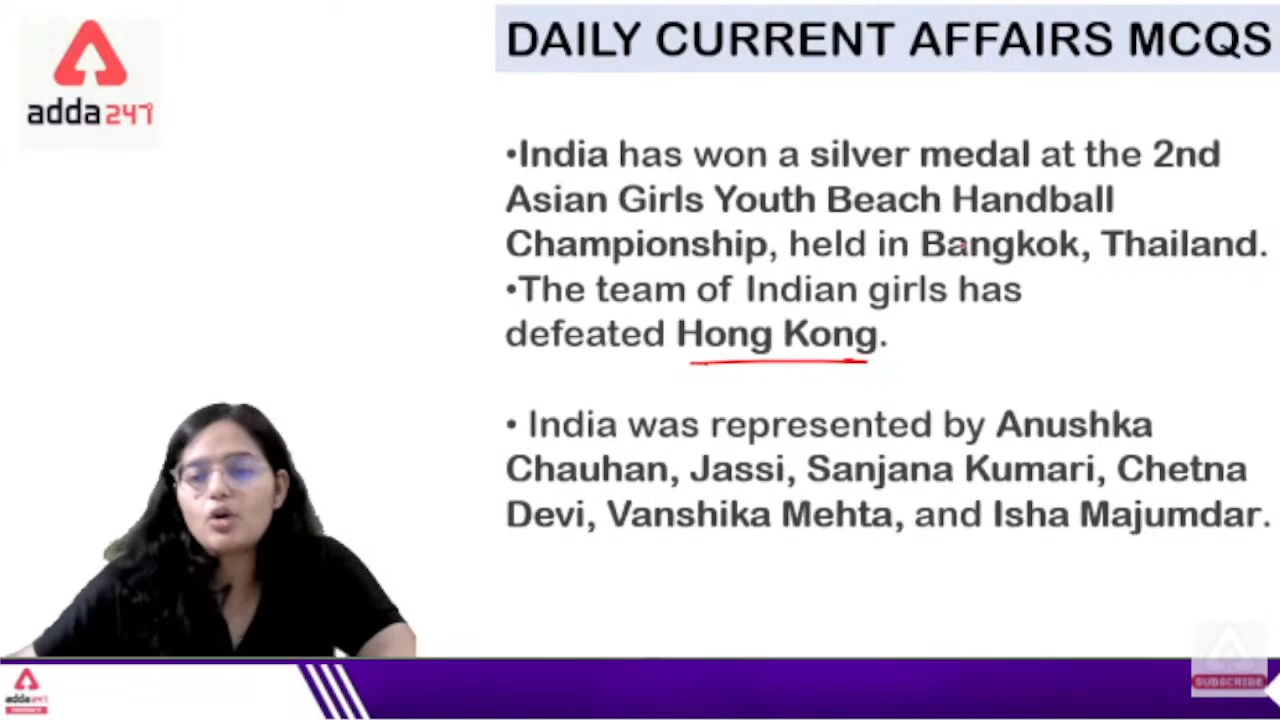 adda247
DAILY CURRENT AFFAIRS MCQS
•India has won a silver medal at the 2nd
Asian Girls Youth Beach Handball
Championship, held in Bangkok, Thailand.
•The team of Indian girls has
defeated Hong Kong.
• India was represented by Anushka
Chauhan, Jassi, Sanjana Kumari, Chetna
Devi, Vanshika Mehta, and Isha Majumdar.
adda247
SUBSCRIBE